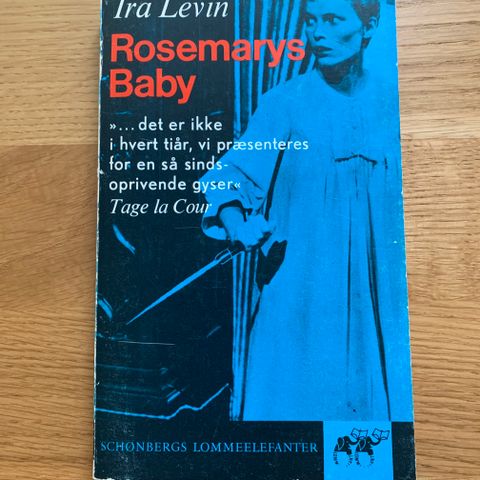 Ira Levin
Rosemarys
Baby
»... det er ikke
i hvert tiår, vi præsenteres
for en så sinds-
oprivende gyser«
Tage la Cour
SCHØNBERGS LOMMEELEFANTER